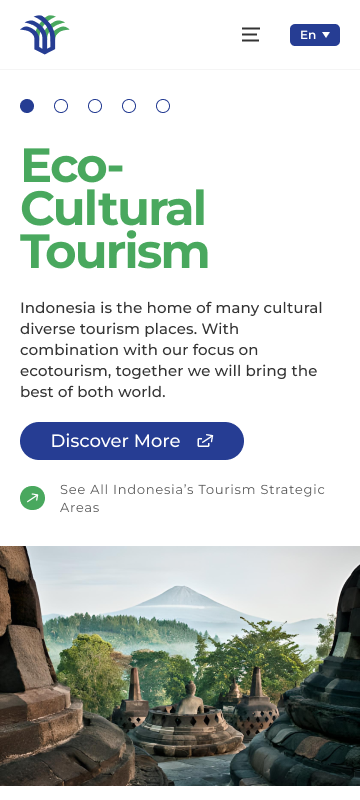 En
Eco-
Cultural
Tourism
Indonesia is the home of many cultural
diverse tourism places. With
combination with our focus on
ecotourism, together we will bring the
best of both world.
Discover More
See All Indonesia's Tourism Strategic
Areas